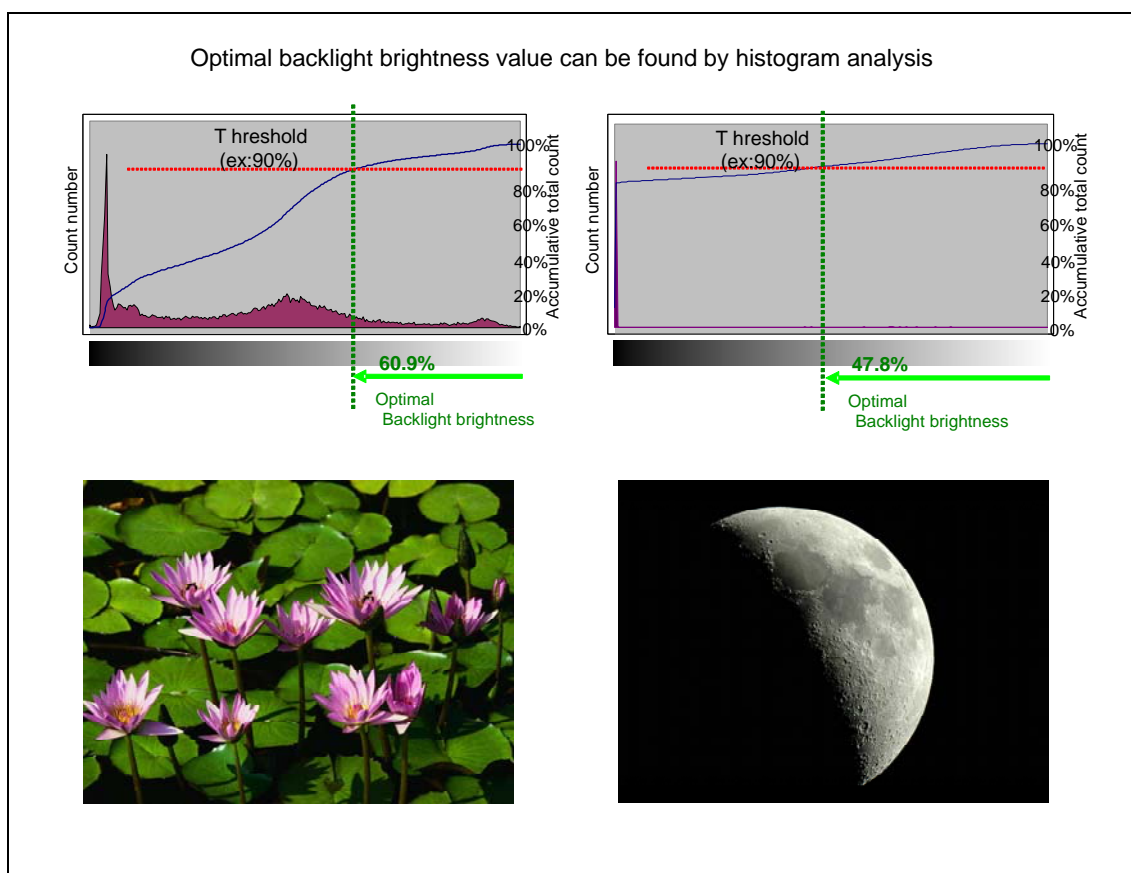 Optimal backlight brightness value can be found by histogram analysis
T hreshold
(ex:90%)
Count number
100%
80%
60%
40%
20%
0%
Accumulative total count
60.9%
Optimal
Backlight brightness
T hreshold
(ex:90%)
Count number
100%
80%
60%
40%
20%
0%
Accumulative total count
47.8%
Optimal
Backlight brightness